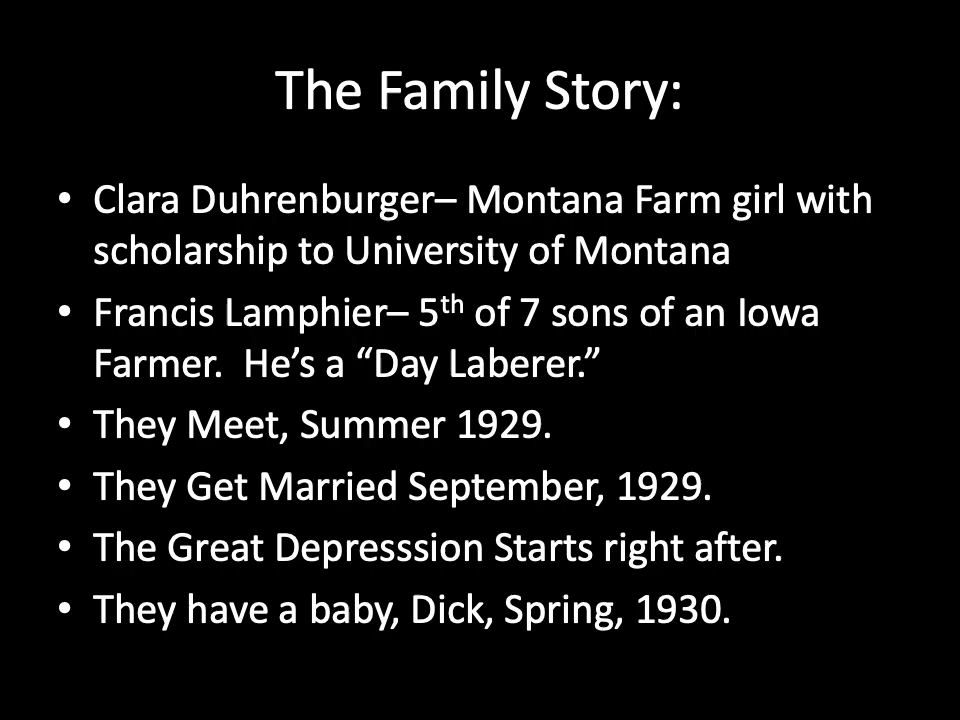 The Family Story:
• Clara Duhrenburger– Montana Farm girl with
scholarship to University of Montana
• Francis Lamphier– 5th of 7 sons of an Iowa
Farmer.  He’s a “Day Laberer.”
• They Meet, Summer 1929.
• They Get Married September, 1929.
• The Great Depresssion Starts right after.
• They have a baby, Dick, Spring, 1930.